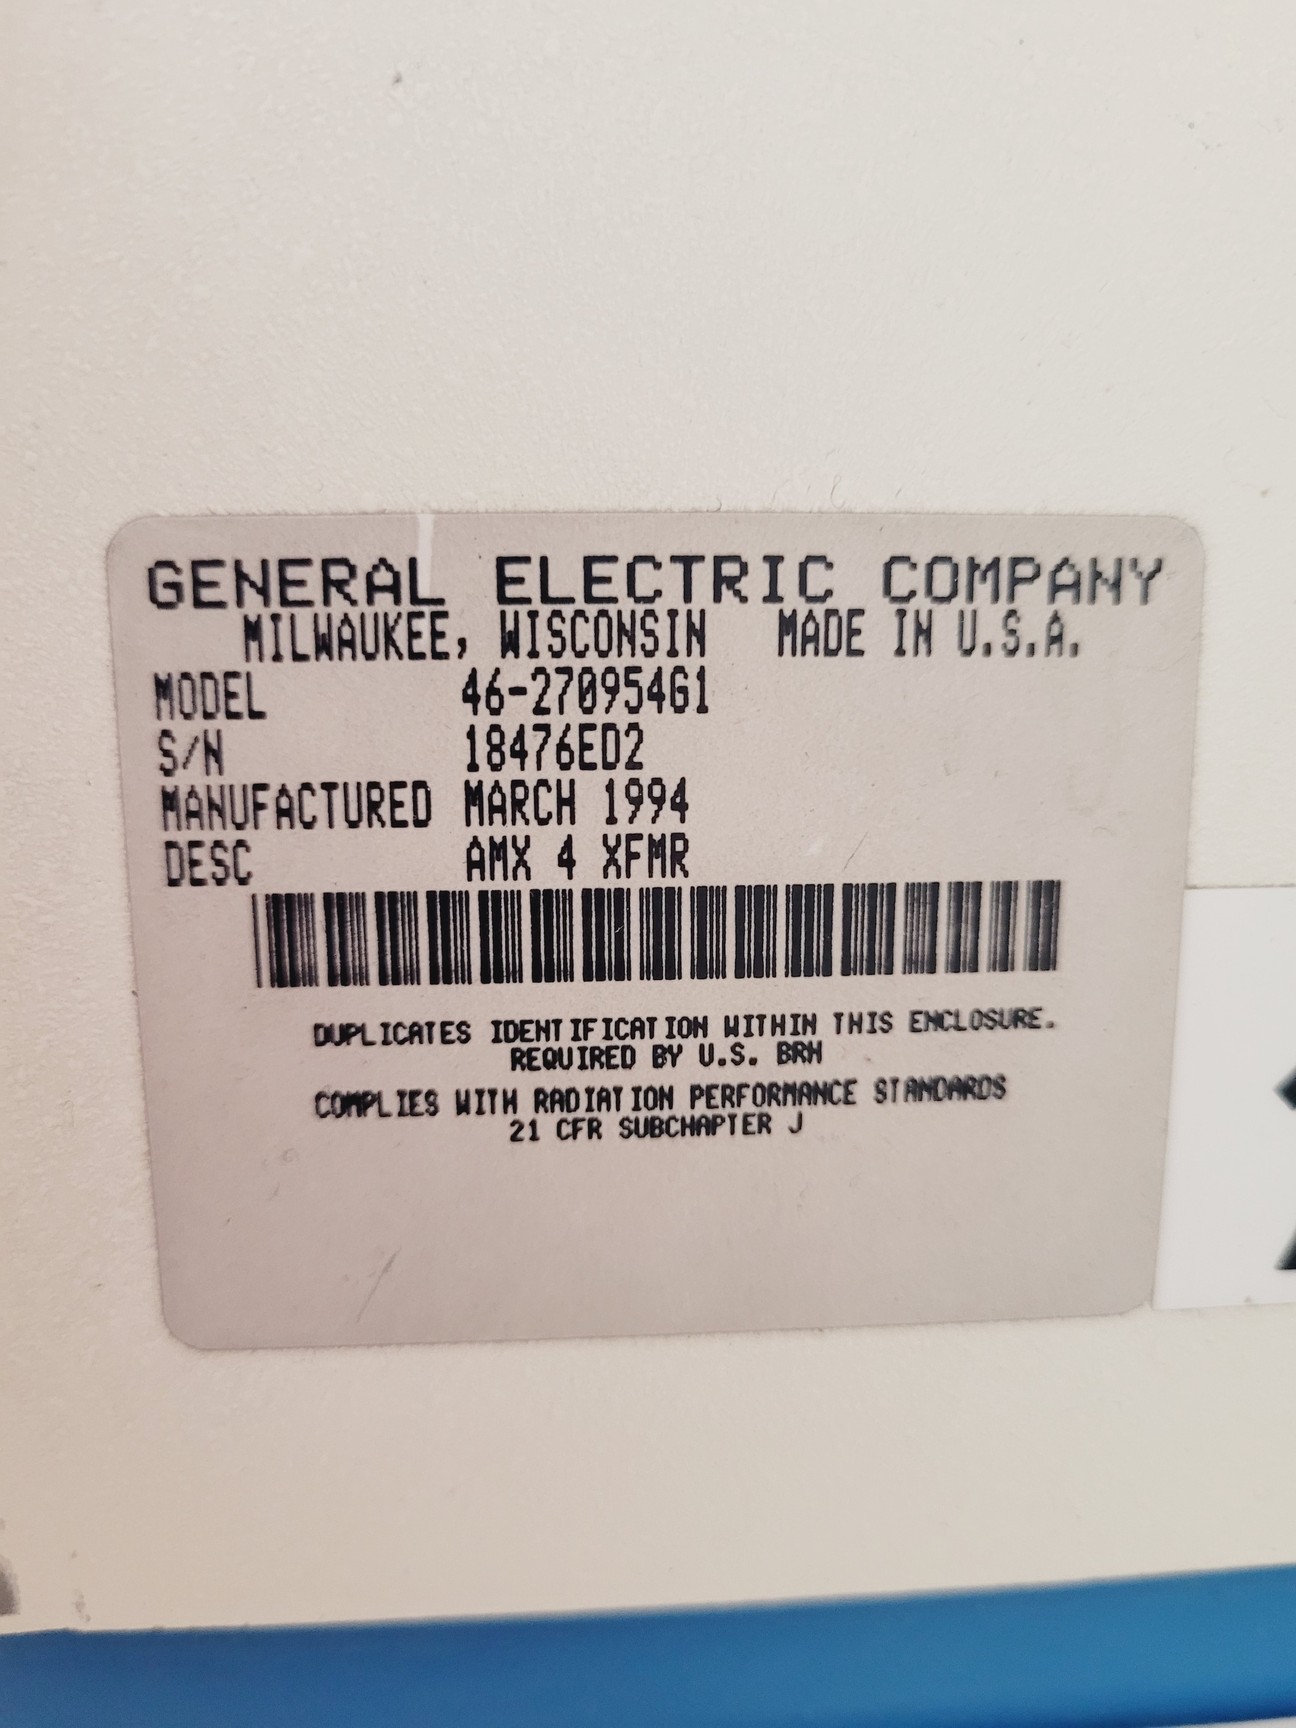 GENERAL ELECTRIC COMPANY
MILWAUKEE, WISCONSIN MADE IN U.S.A.
MODEL 46-270954G1
S/N 18476ED2
MANUFACTURED MARCH 1994
DESC AMX 4 XFMR
DUPLICATES IDENTIFICATION WITHIN THIS ENCLOSURE.
REQUIRED BY U.S. BRH
COMPLIES WITH RADIATION PERFORMANCE STANDARDS
21 CFR SUBCHAPTER J